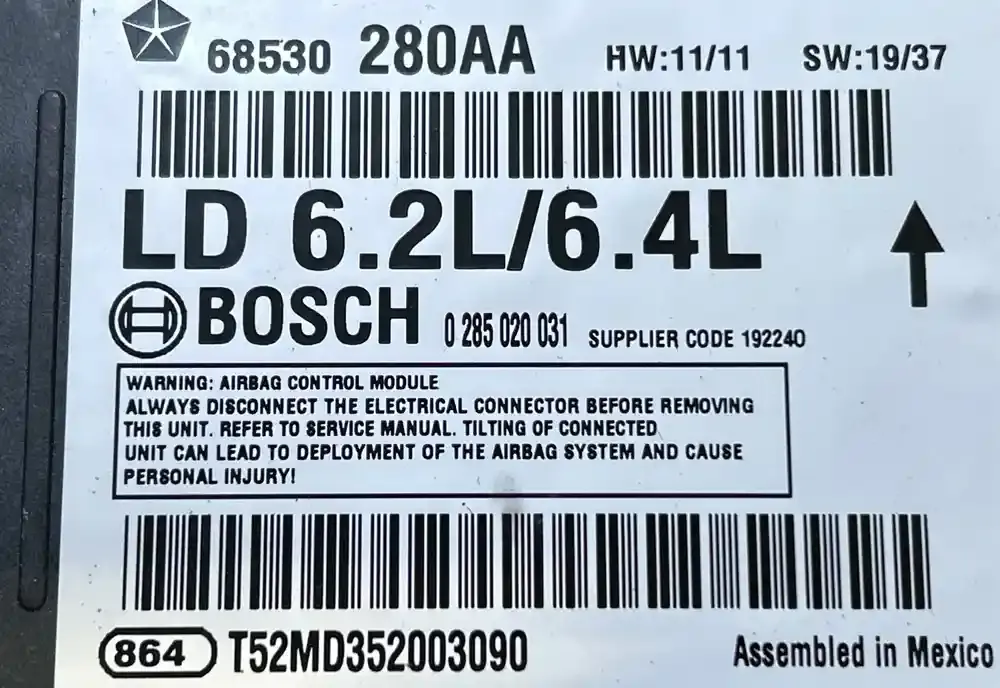 68530 280AA HW:11/11 SW:19/37
LD 6.2L/6.4L
BOSCH 0 285 020 031 SUPPLIER CODE 192240
WARNING: AIRBAG CONTROL MODULE
ALWAYS DISCONNECT THE ELECTRICAL CONNECTOR BEFORE REMOVING
THIS UNIT. REFER TO SERVICE MANUAL. TILTING OF CONNECTED
UNIT CAN LEAD TO DEPLOYMENT OF THE AIRBAG SYSTEM AND CAUSE
PERSONAL INJURY!
864 T52MD352003090 Assembled in Mexico